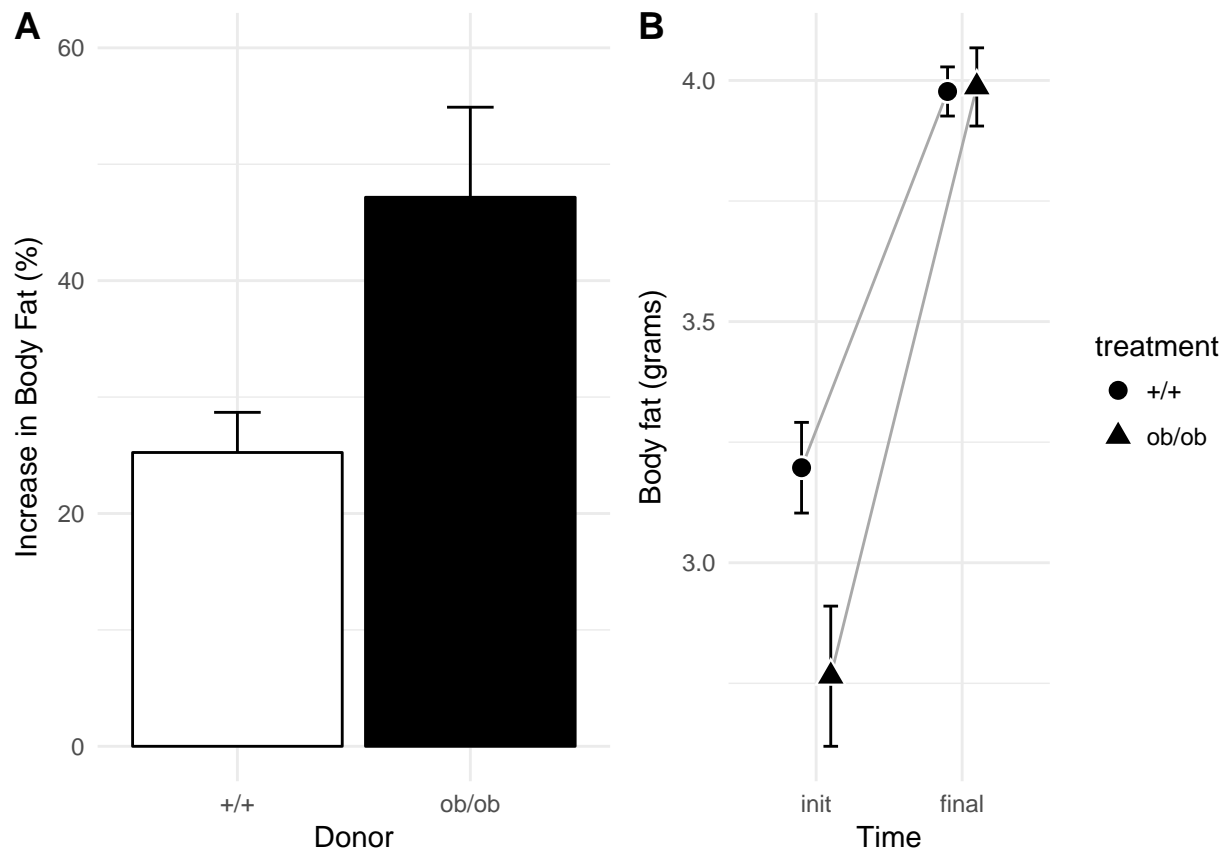 A
60
40
20
0
Increase in Body Fat (%)
+/+
ob/ob
Donor
B
4.0
3.5
3.0
Body fat (grams)
init
final
Time
treatment
+/+
ob/ob